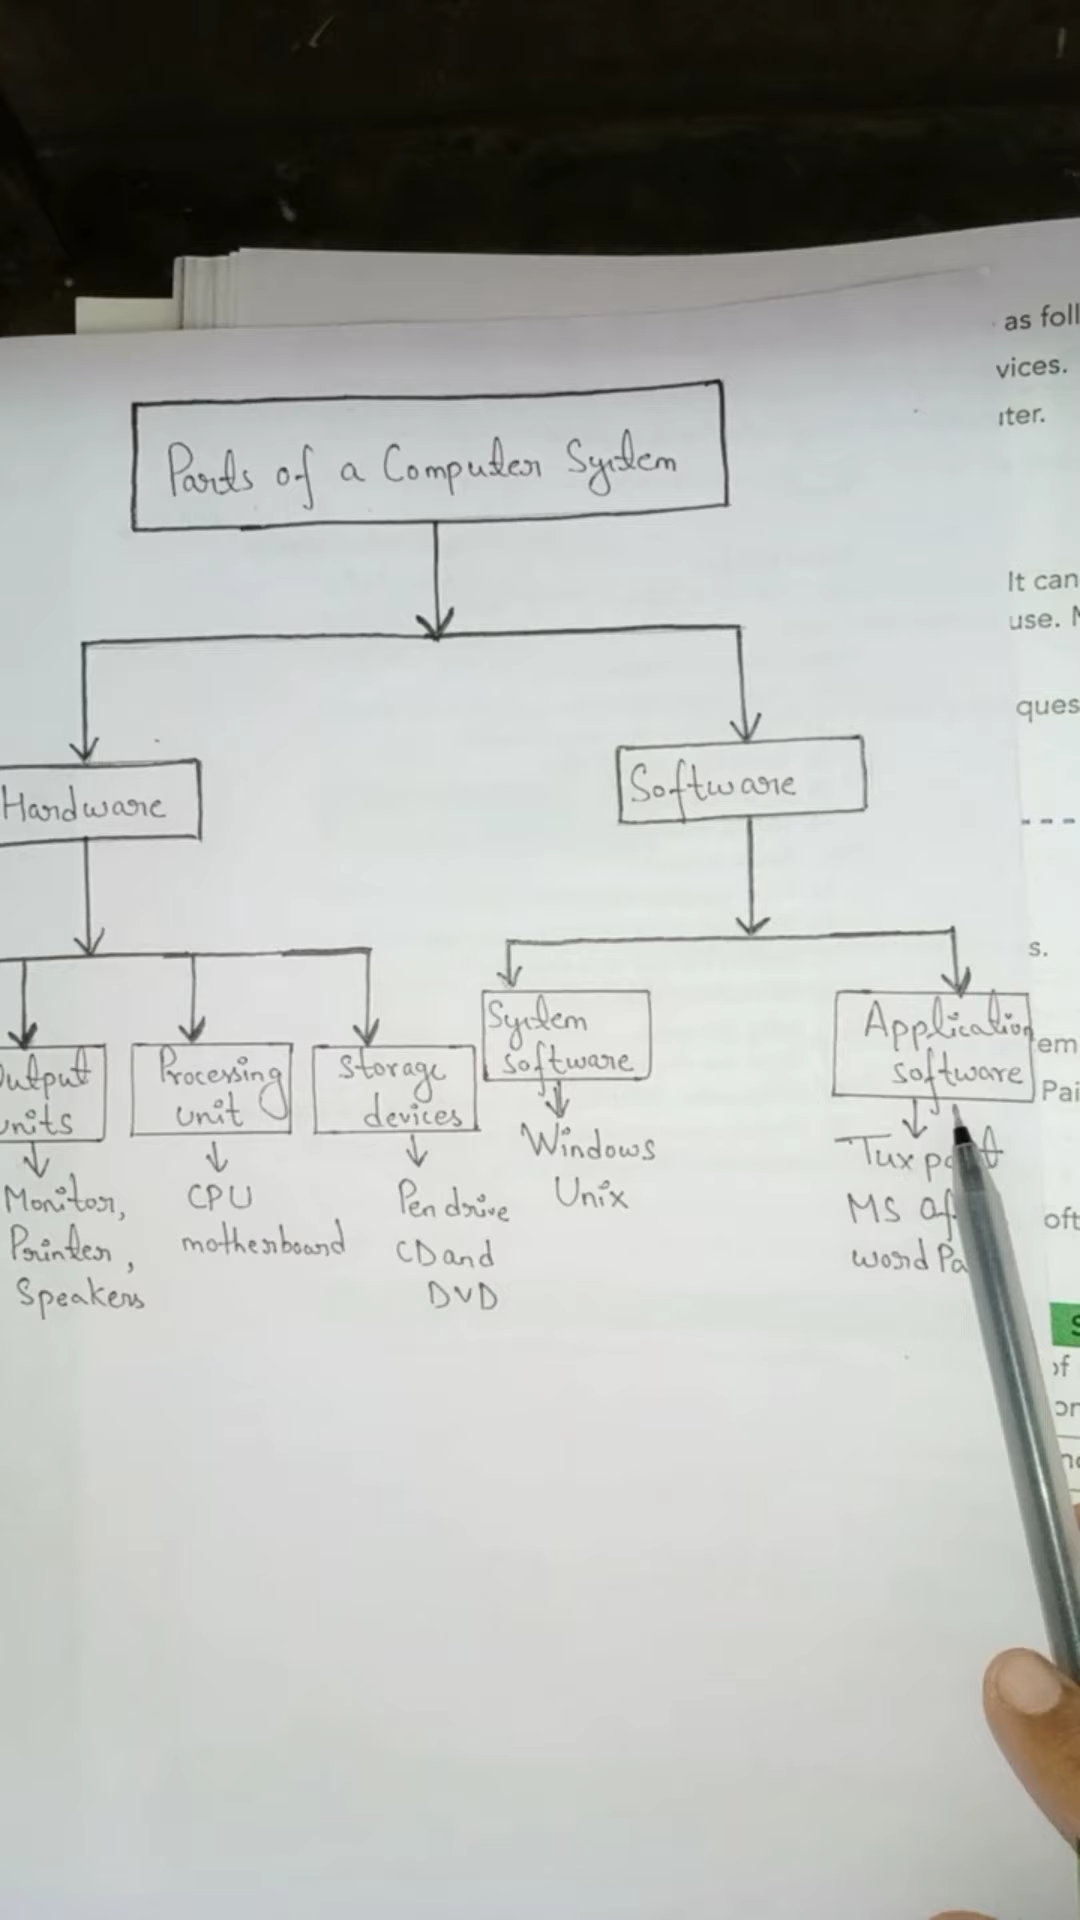 as foll
vices.
Parts of a Computer System
It can
use.
ques
Hardware
Software
s.
System
software
Application
software
em
Pai
Output
units
Processing
unit
Storage
devices
Windows
Unix
Tux
MS
word Pa
oft
Monitor,
Printer,
Speakers
CPU
motherboard
Pen drive
CD and
DVD
S
of